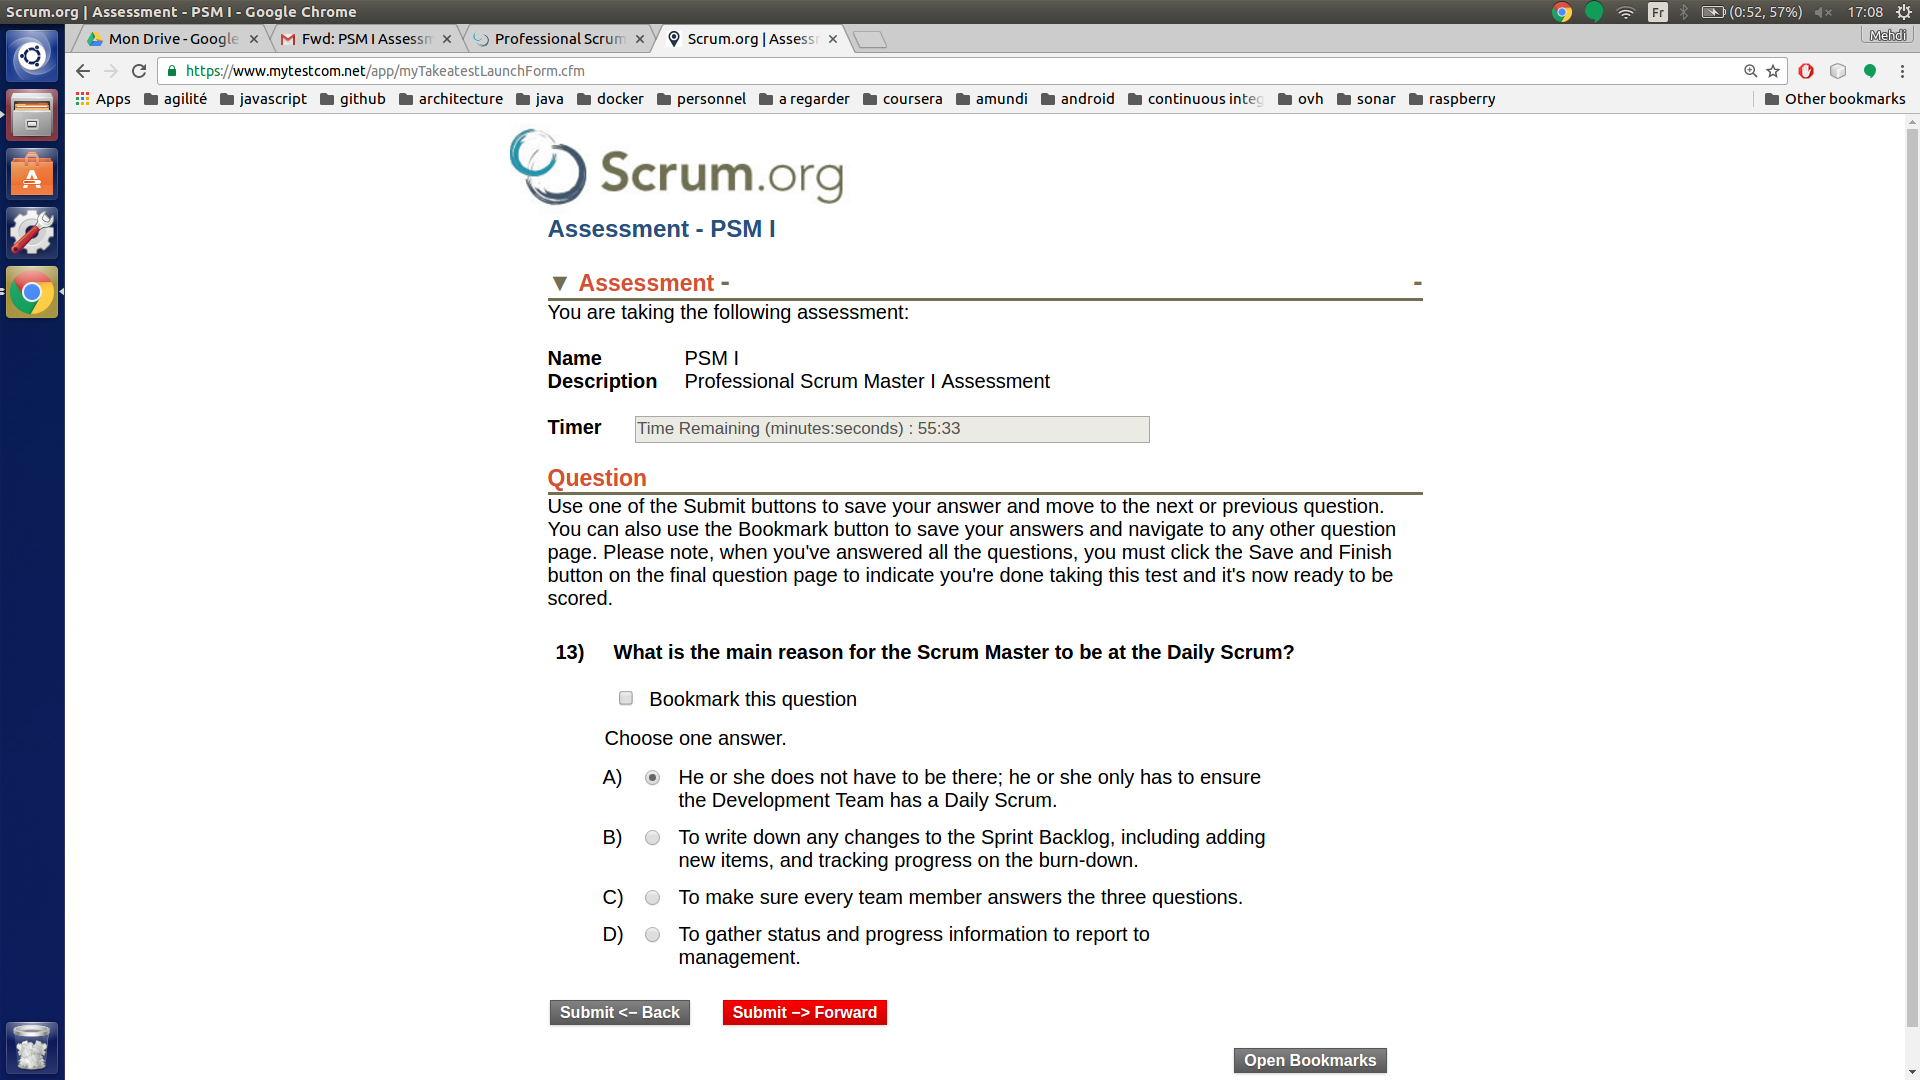 Scrum.org | Assessment - PSM I - Google Chrome
Fr
(0:52, 57%)
17:08
Mon Drive - Google
Fwd: PSM I Assessm
Professional Scrum
Scrum.org | Assess
Mehdi
https://www.mytestcom.net/app/myTakeatestLaunchForm.cfm
Apps
agilité
javascript
github
architecture
java
docker
personnel
a regarder
coursera
amundi
android
continuous integ
ovh
sonar
raspberry
Other bookmarks
Scrum.org
Assessment - PSM I
▼ Assessment -
-
You are taking the following assessment:
Name PSM I
Description Professional Scrum Master I Assessment
Timer Time Remaining (minutes:seconds) : 55:33
Question
Use one of the Submit buttons to save your answer and move to the next or previous question.
You can also use the Bookmark button to save your answers and navigate to any other question
page. Please note, when you've answered all the questions, you must click the Save and Finish
button on the final question page to indicate you're done taking this test and it's now ready to be
scored.
13) What is the main reason for the Scrum Master to be at the Daily Scrum?
Bookmark this question
Choose one answer.
A) He or she does not have to be there; he or she only has to ensure
the Development Team has a Daily Scrum.
B) To write down any changes to the Sprint Backlog, including adding
new items, and tracking progress on the burn-down.
C) To make sure every team member answers the three questions.
D) To gather status and progress information to report to
management.
Submit <− Back
Submit −> Forward
Open Bookmarks